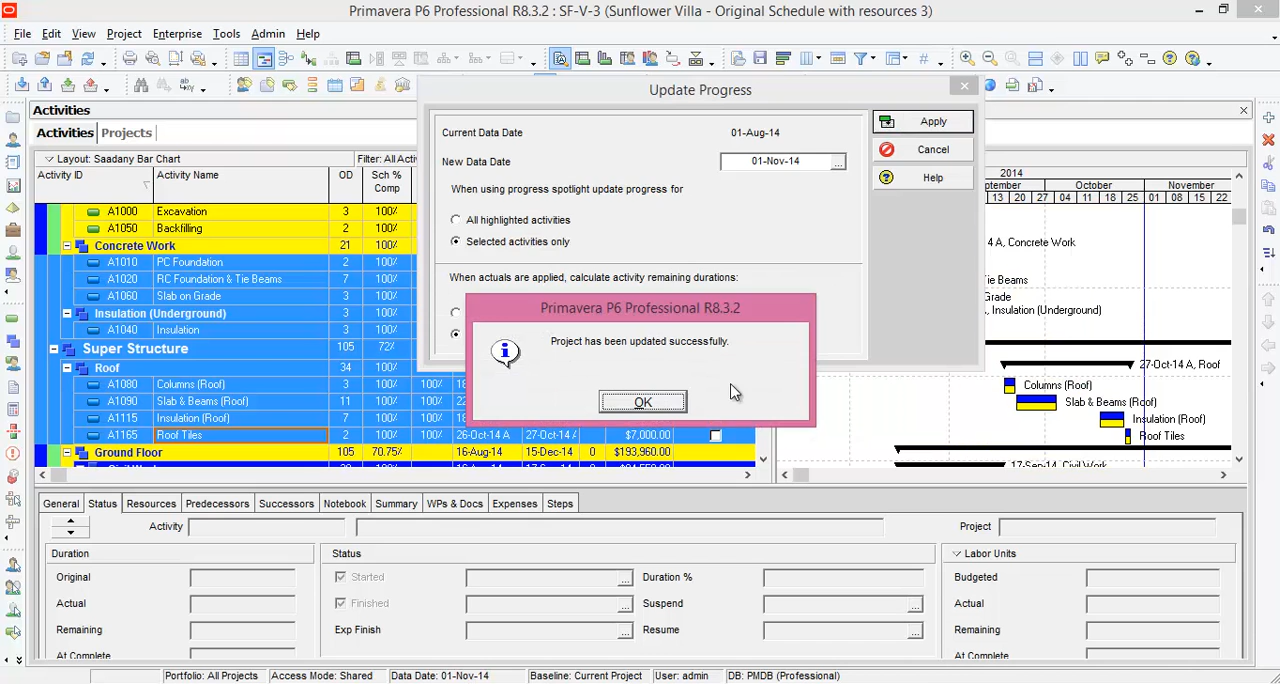 Primavera P6 Professional R8.3.2 : SF-V-3 (Sunflower Villa - Original Schedule with resources 3)
File Edit View Project Enterprise Tools Admin Help
Update Progress
Activities
Activities Projects
Layout: Saadany Bar Chart Filter: All Activ
Activity ID Activity Name OD Sch % Comp
2014
eptember October November
13 20 27 04 11 18 25 01 08 15 22
Current Data Date 01-Aug-14
New Data Date 01-Nov-14 ...
When using progress spotlight update progress for
All highlighted activities
Selected activities only
When actuals are applied, calculate activity remaining durations:
Apply
Cancel
Help
Primavera P6 Professional R8.3.2
Project has been updated successfully.
OK
A1000 Excavation 3 100%
A1050 Backfilling 2 100%
Concrete Work 21 100%
A1010 PC Foundation 2 100%
A1020 RC Foundation & Tie Beams 7 100%
A1060 Slab on Grade 3 100%
Insulation (Underground) 3 100%
A1040 Insulation 3 100%
Super Structure 105 72%
Roof 34 100%
A1080 Columns (Roof) 3 100% 100%
A1090 Slab & Beams (Roof) 11 100% 100%
A1115 Insulation (Roof) 7 100% 100%
A1165 Roof Tiles 2 100% 100% 26-Oct-14 A 27-Oct-14 A 0 $7,000.00
Ground Floor 105 70.75% 16-Aug-14 15-Dec-14 0 $193,960.00
4 A, Concrete Work
Tie Beams
Grade
A, Insulation (Underground)
27-Oct-14 A, Roof
Columns (Roof)
Slab & Beams (Roof)
Insulation (Roof)
Roof Tiles
17-Sep-14, Civil Work
General Status Resources Predecessors Successors Notebook Summary WPs & Docs Expenses Steps
Activity Project
Duration
Original
Actual
Remaining
At Complete
Status
Started ... Duration %
Finished ... Suspend ...
Exp Finish ... Resume ...
Labor Units
Budgeted
Actual
Remaining
At Complete
Portfolio: All Projects Access Mode: Shared Data Date: 01-Nov-14 Baseline: Current Project User: admin DB: PMDB (Professional)